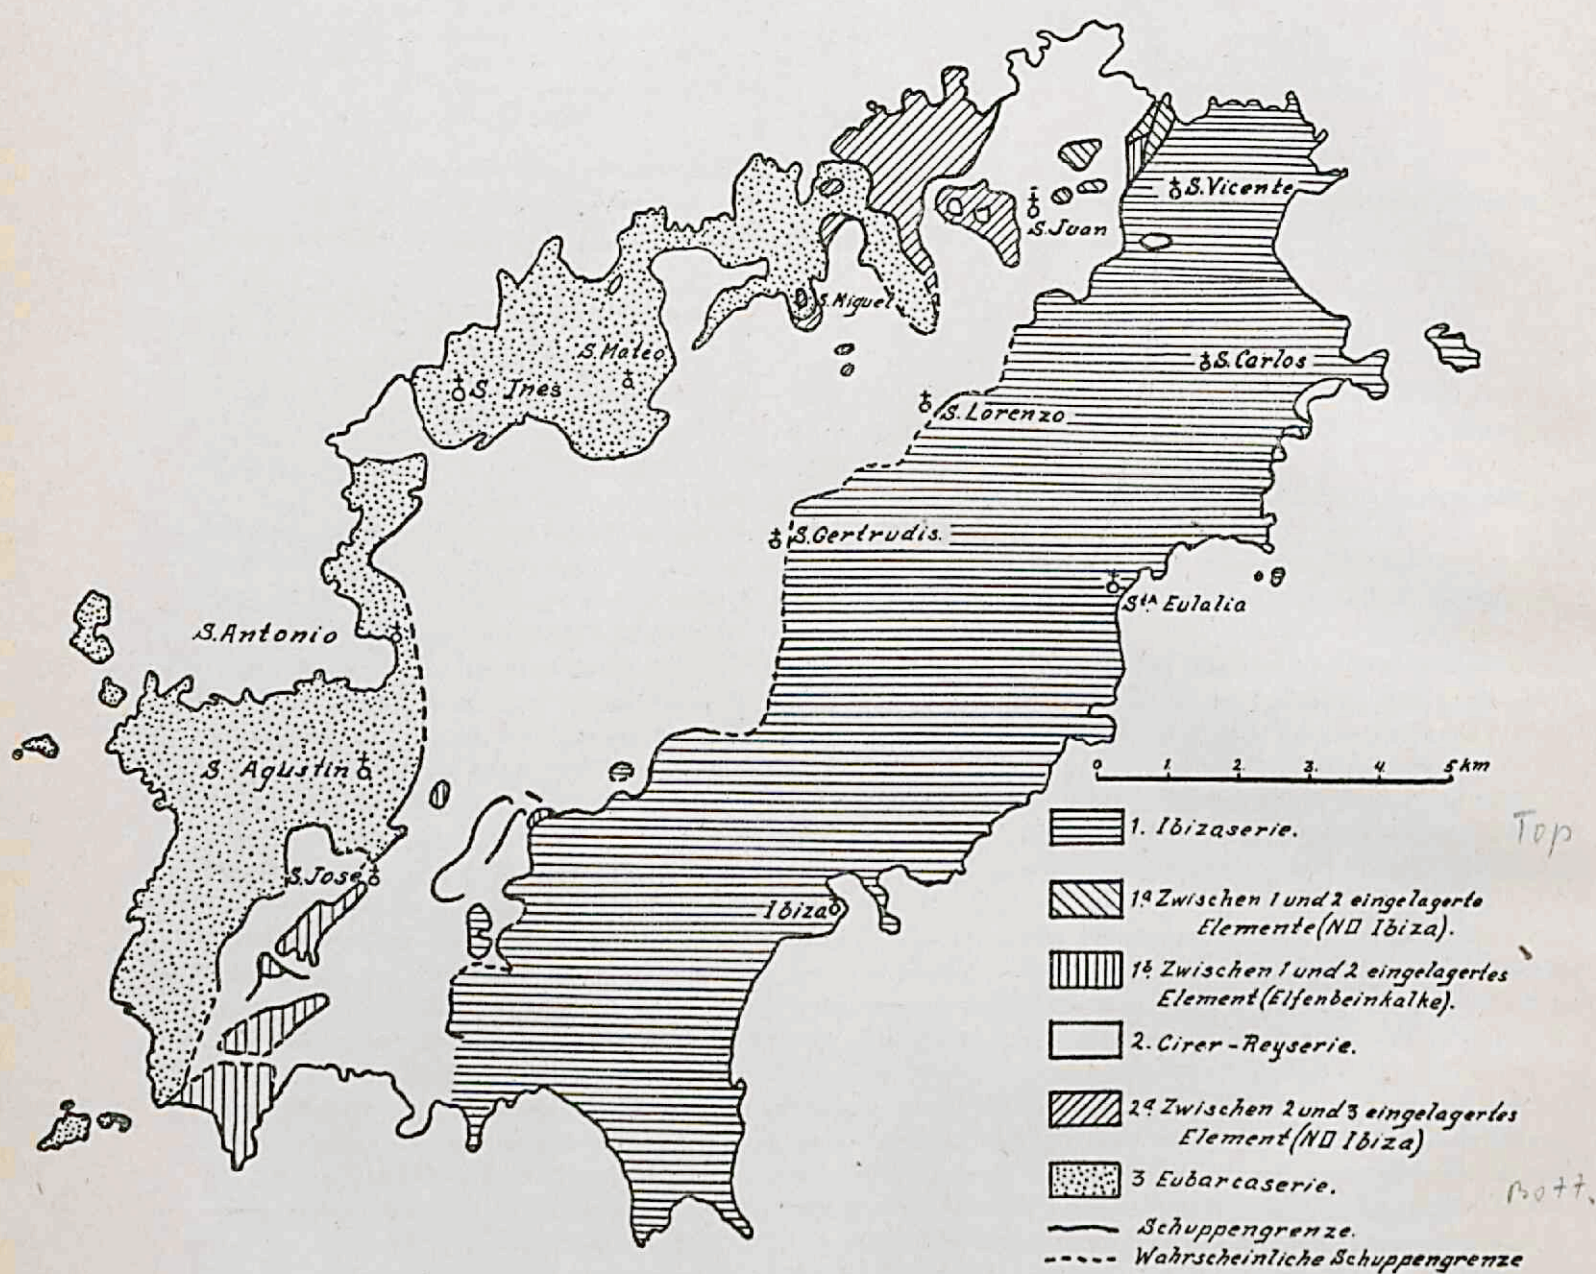 S. Vicente
S. Juan
S. Miguel
S. Mateo
S. Carlos
S. Ines
S. Lorenzo
S. Gertrudis.
Sta Eulalia
S. Antonio
S. Agustin
0 1. 2. 3. 4 5 km
1. Ibizaserie.
Top
S. José
1a Zwischen 1 und 2 eingelagerte
Elemente (NO Ibiza).
Ibiza
1b Zwischen 1 und 2 eingelagertes
Element (Elfenbeinkalke).
2. Cirer-Reyserie.
2a Zwischen 2 und 3 eingelagertes
Element (NO Ibiza)
3 Eubarcaserie.
Bott.
Schuppengrenze.
Wahrscheinliche Schuppengrenze